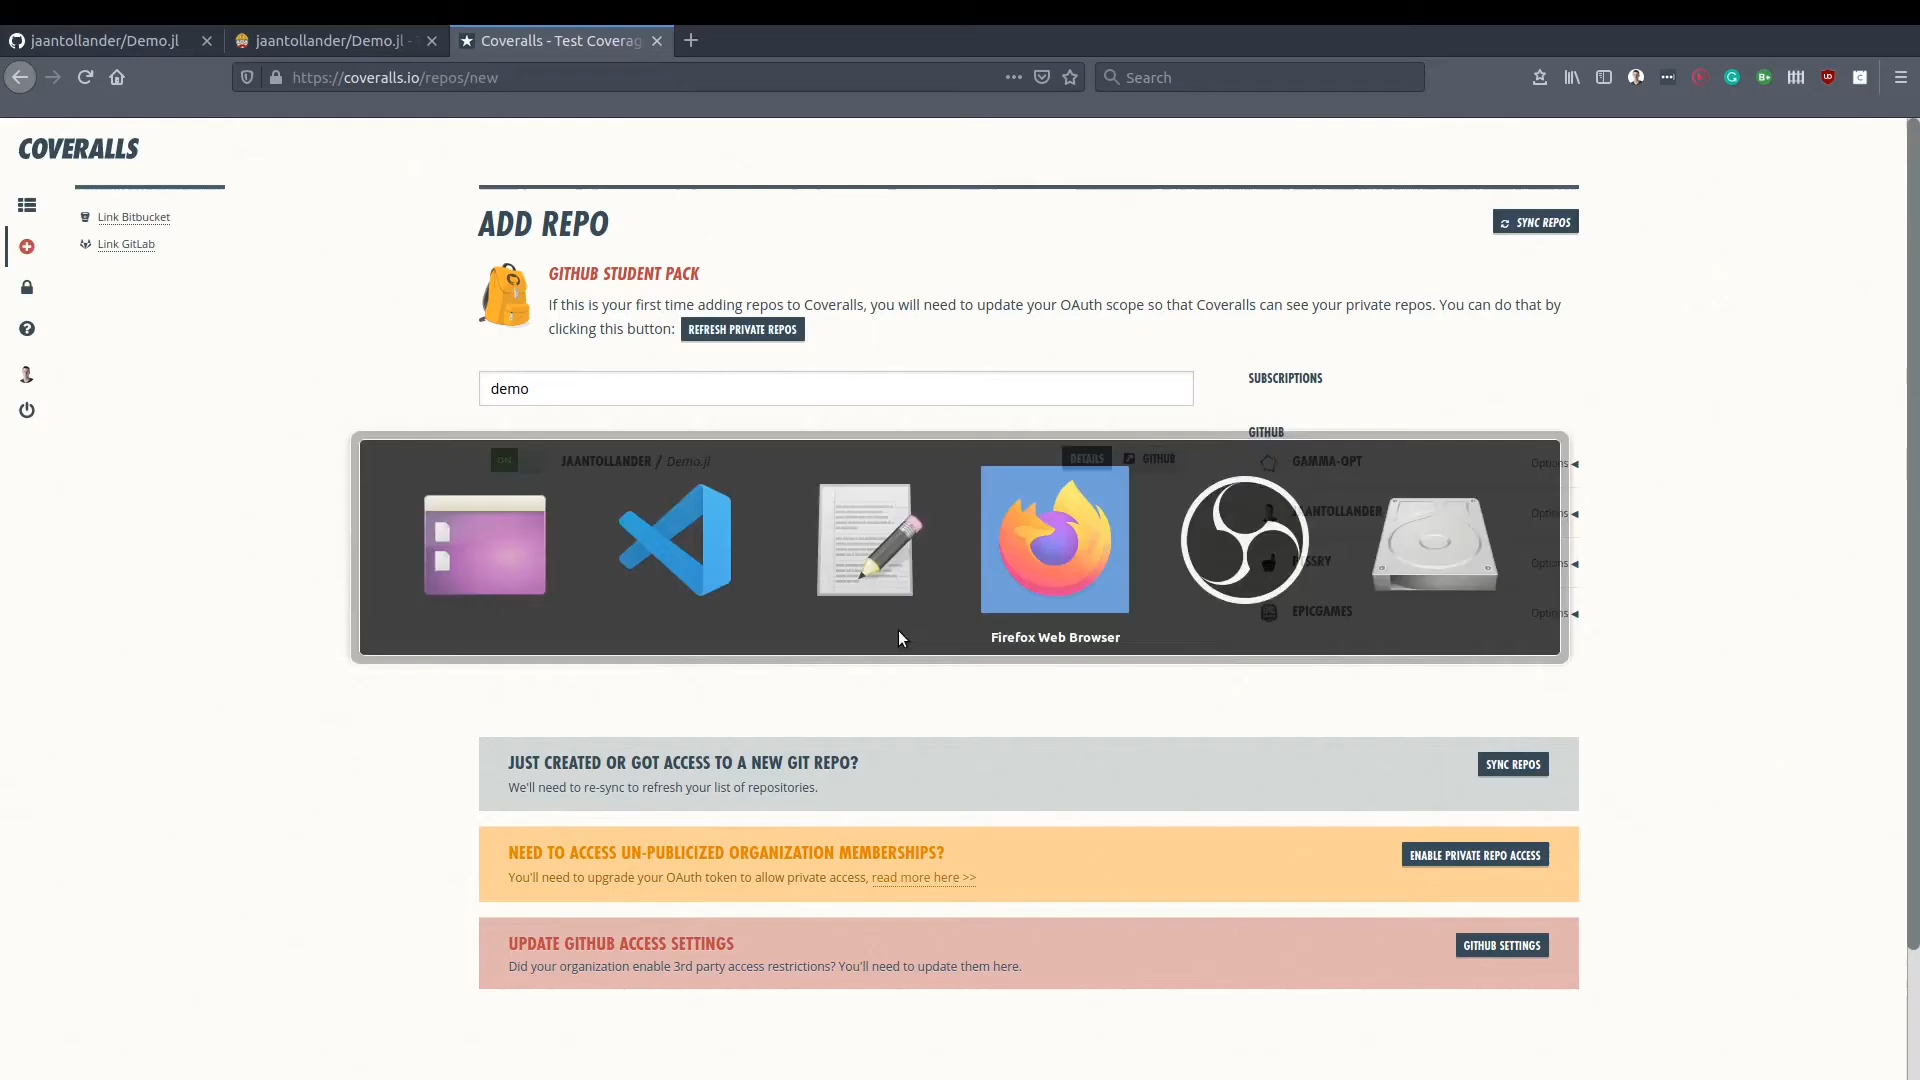 jaantollander/Demo.jl
jaantollander/Demo.jl -
Coveralls - Test Coverag
https://coveralls.io/repos/new
Search
COVERALLS
Link Bitbucket
Link GitLab
ADD REPO
SYNC REPOS
GITHUB STUDENT PACK
If this is your first time adding repos to Coveralls, you will need to update your OAuth scope so that Coveralls can see your private repos. You can do that by
clicking this button: REFRESH PRIVATE REPOS
demo
SUBSCRIPTIONS
GITHUB
ON
JAANTOLLANDER / Demo.jl
DETAILS
GITHUB
GAMMA-OPT
Options
JAANTOLLANDER
Options
Options
EPICGAMES
Options
Firefox Web Browser
JUST CREATED OR GOT ACCESS TO A NEW GIT REPO?
We'll need to re-sync to refresh your list of repositories.
SYNC REPOS
NEED TO ACCESS UN-PUBLICIZED ORGANIZATION MEMBERSHIPS?
You'll need to upgrade your OAuth token to allow private access, read more here >>
ENABLE PRIVATE REPO ACCESS
UPDATE GITHUB ACCESS SETTINGS
Did your organization enable 3rd party access restrictions? You'll need to update them here.
GITHUB SETTINGS